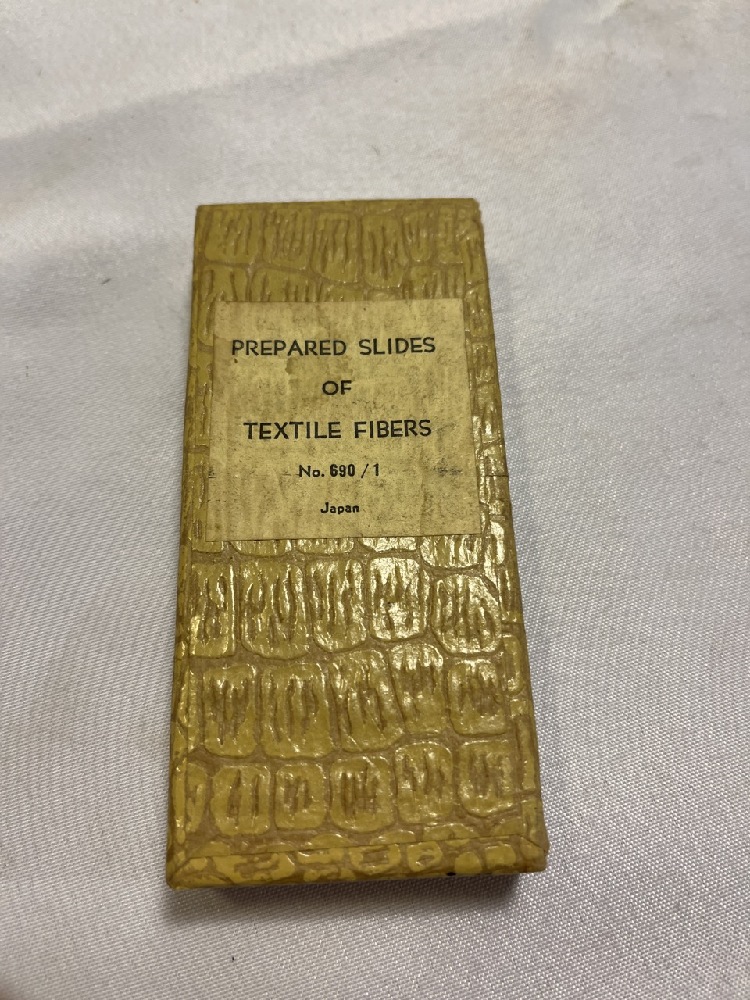 PREPARED SLIDES
OF
TEXTILE FIBERS
No. 690/1
Japan